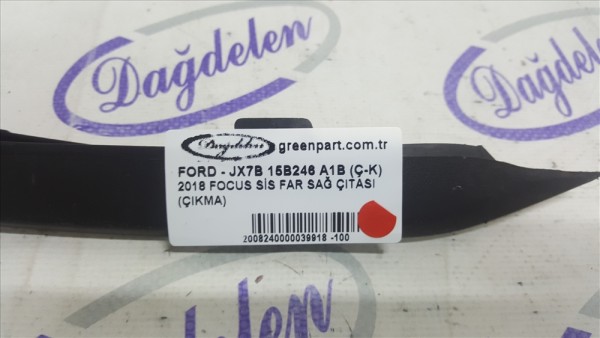 Dağdelen
Dağdelen greenpart.com.tr
FORD - JX7B 15B246 A1B (Ç-K)
2018 FOCUS SİS FAR SAĞ ÇITASI
(ÇIKMA)
2008240000039918 -100
Dağdelen